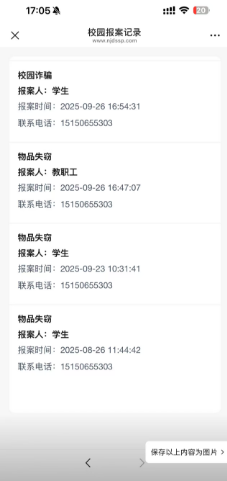 17:05
20
校园报案记录
校园诈骗
报案人：学生
报案时间：2025-09-26 16:54:31
联系电话：15150655303
物品失窃
报案人：教职工
报案时间：2025-09-26 16:47:07
联系电话：15150655303
物品失窃
报案人：学生
报案时间：2025-09-23 10:31:41
联系电话：15150655303
物品失窃
报案人：学生
报案时间：2025-08-26 11:44:42
联系电话：15150655303
保存以上内容为图片